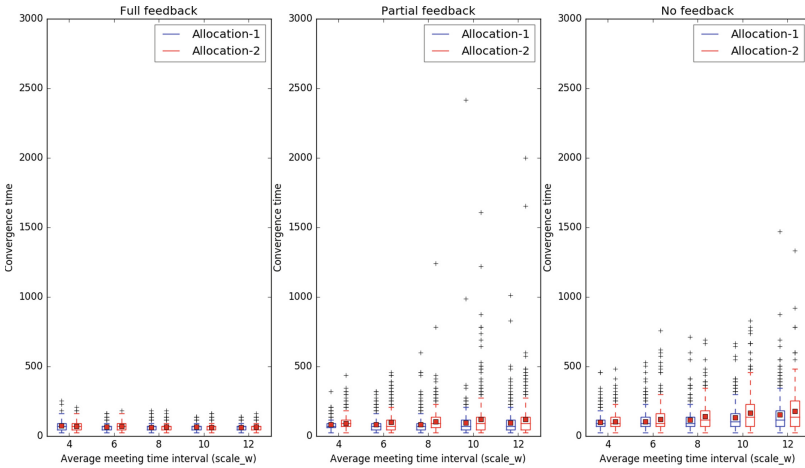 Full feedback
3000
2500
2000
1500
1000
500
0
Convergence time
Allocation-1
Allocation-2
4 6 8 10 12
Average meeting time interval (scale_w)
Partial feedback
3000
2500
2000
1500
1000
500
0
Convergence time
Allocation-1
Allocation-2
4 6 8 10 12
Average meeting time interval (scale_w)
No feedback
3000
2500
2000
1500
1000
500
0
Convergence time
Allocation-1
Allocation-2
4 6 8 10 12
Average meeting time interval (scale_w)